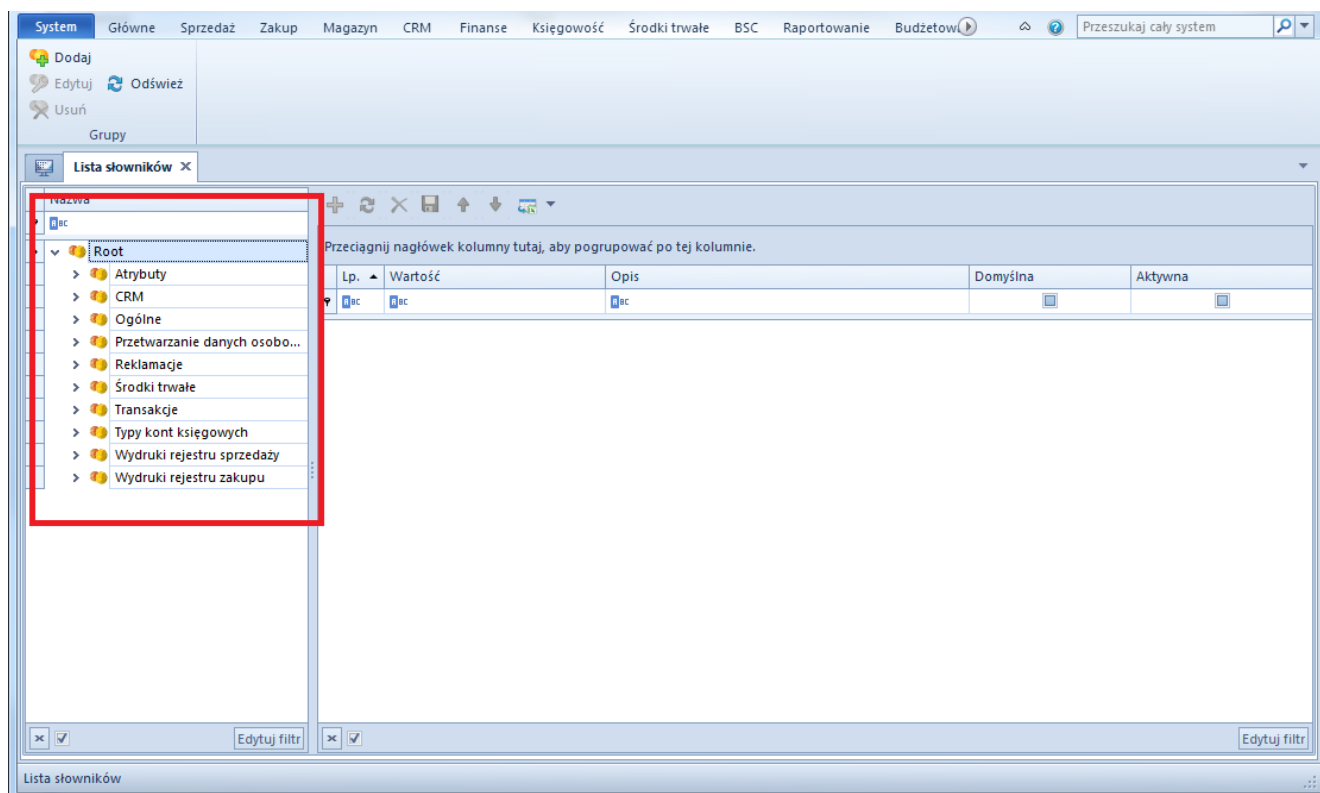 System Główne Sprzedaż Zakup Magazyn CRM Finanse Księgowość Środki trwałe BSC Raportowanie Budżetow Przeszukaj cały system
Dodaj
Edytuj Odśwież
Usuń
Grupy
Lista słowników
Nazwa
Przeciągnij nagłówek kolumny tutaj, aby pogrupować po tej kolumnie.
Lp. Wartość Opis Domyślna Aktywna
Root
Atrybuty
CRM
Ogólne
Przetwarzanie danych osobo...
Reklamacje
Środki trwałe
Transakcje
Typy kont księgowych
Wydruki rejestru sprzedaży
Wydruki rejestru zakupu
Edytuj filtr Edytuj filtr
Lista słowników